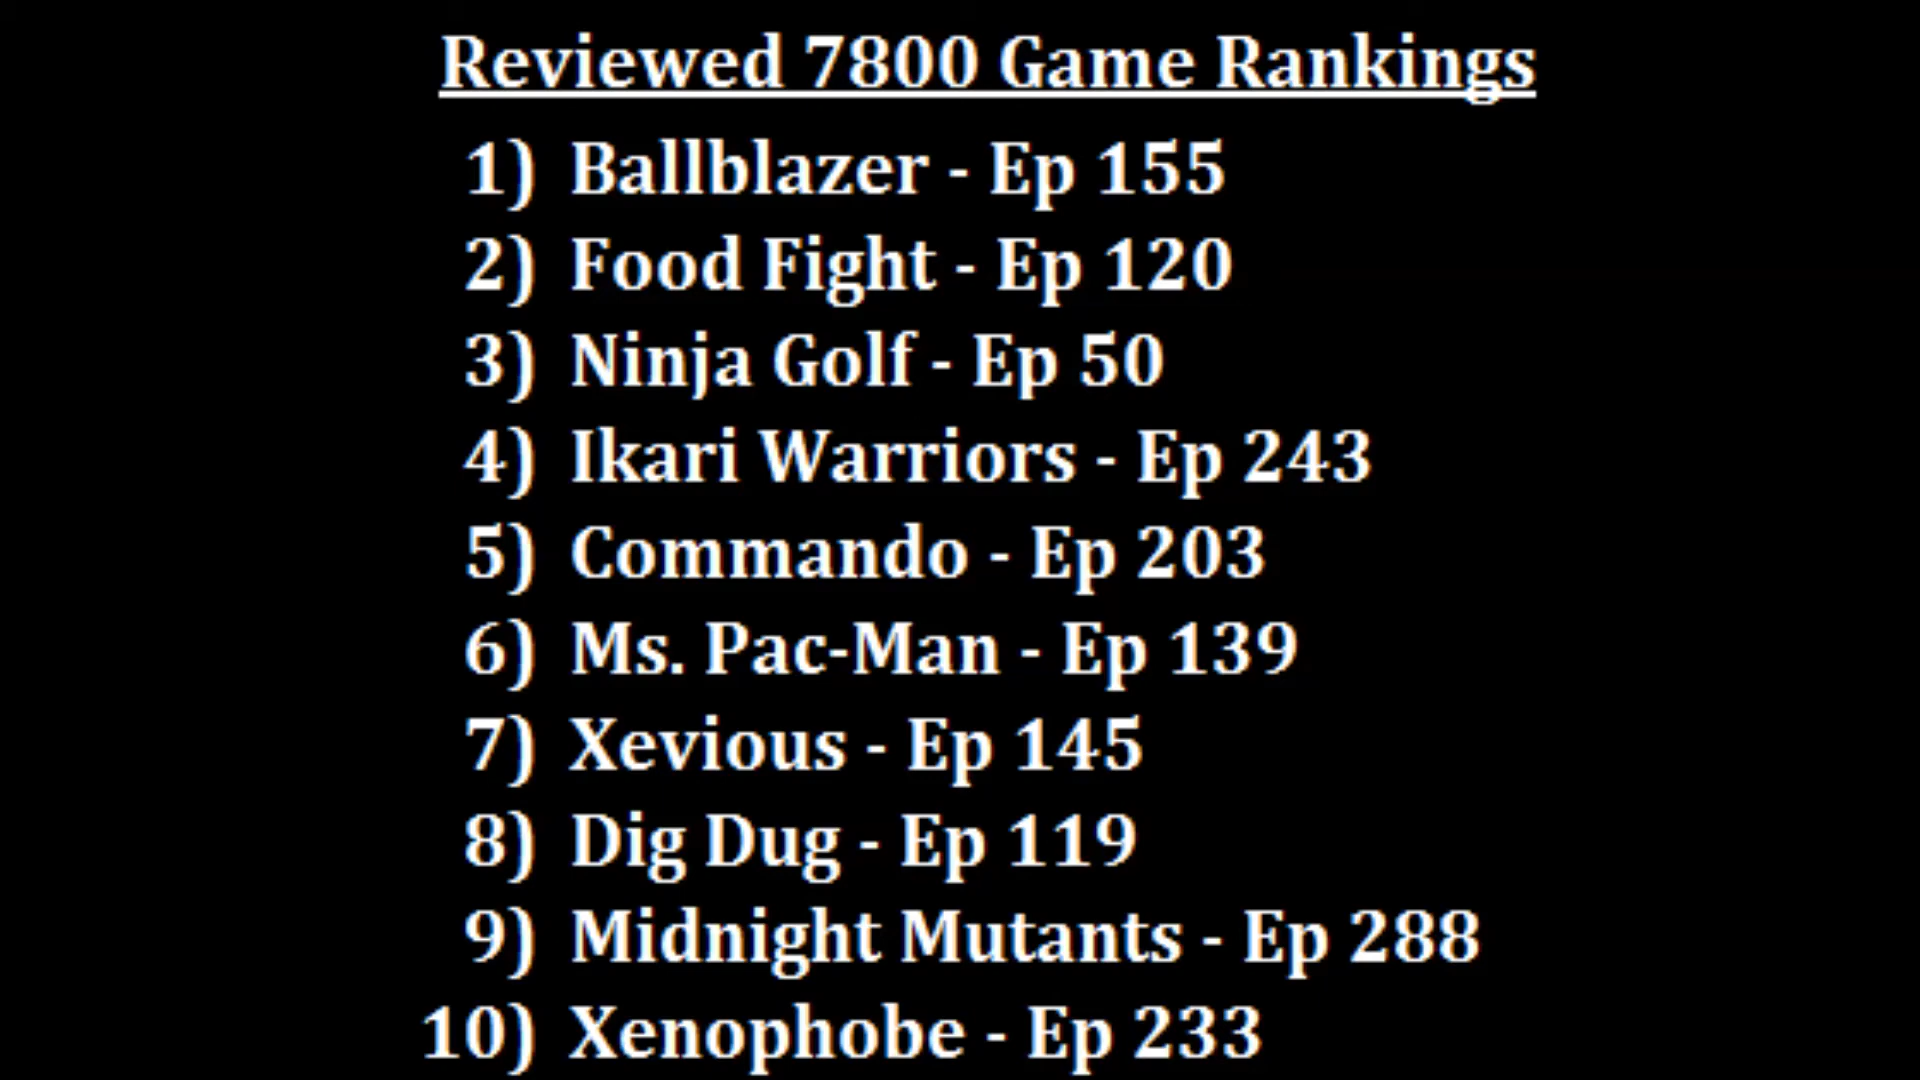 Reviewed 7800 Game Rankings
1) Ballblazer - Ep 155
2) Food Fight - Ep 120
3) Ninja Golf - Ep 50
4) Ikari Warriors - Ep 243
5) Commando - Ep 203
6) Ms. Pac-Man - Ep 139
7) Xevious - Ep 145
8) Dig Dug - Ep 119
9) Midnight Mutants - Ep 288
10) Xenophobe - Ep 233